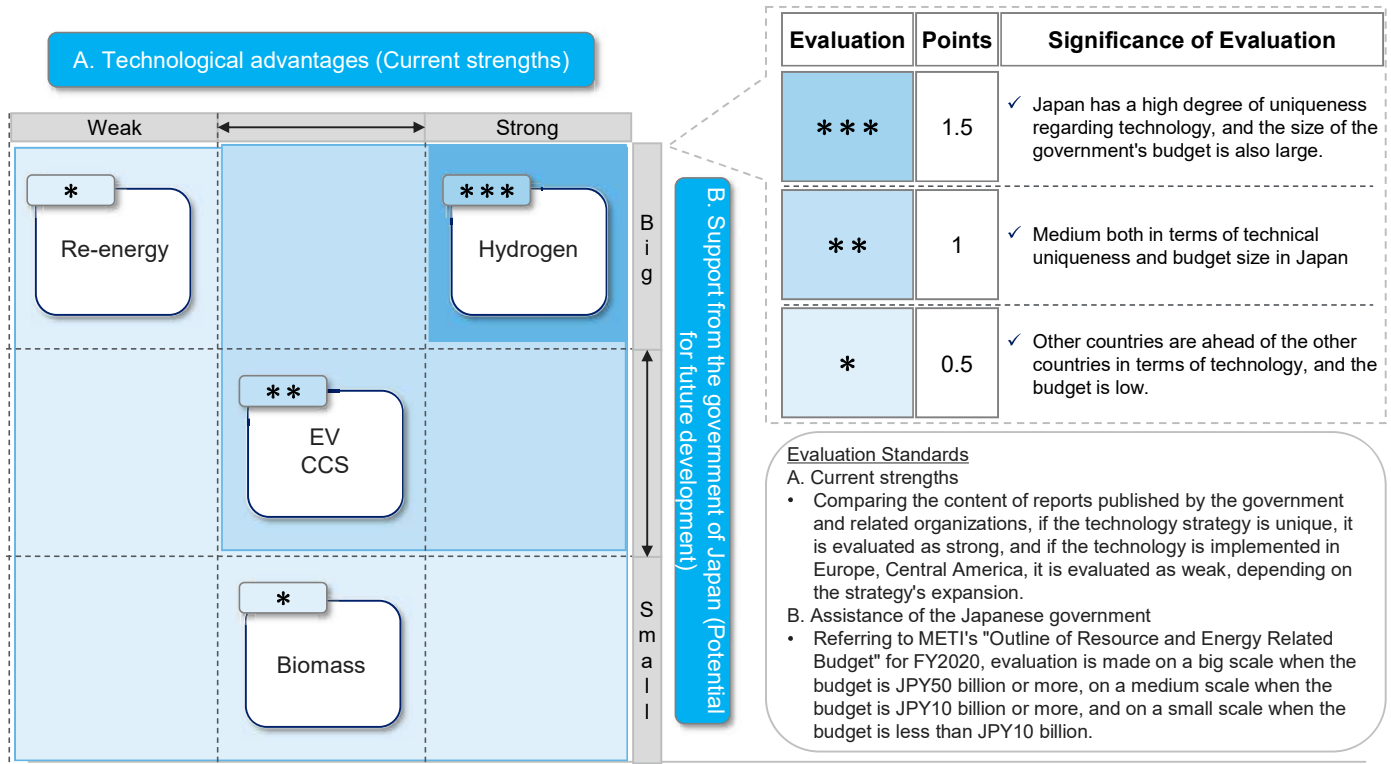 A. Technological advantages (Current strengths)
Weak
Strong
*
Re-energy
***
Hydrogen
**
EV
CCS
*
Biomass
Big
Small
B. Support from the government of Japan (Potential
for future development)
Evaluation Points Significance of Evaluation
*** 1.5
✓ Japan has a high degree of uniqueness
regarding technology, and the size of the
government's budget is also large.
** 1
✓ Medium both in terms of technical
uniqueness and budget size in Japan
* 0.5
✓ Other countries are ahead of the other
countries in terms of technology, and the
budget is low.
Evaluation Standards
A. Current strengths
• Comparing the content of reports published by the government
and related organizations, if the technology strategy is unique, it
is evaluated as strong, and if the technology is implemented in
Europe, Central America, it is evaluated as weak, depending on
the strategy's expansion.
B. Assistance of the Japanese government
• Referring to METI's "Outline of Resource and Energy Related
Budget" for FY2020, evaluation is made on a big scale when the
budget is JPY50 billion or more, on a medium scale when the
budget is JPY10 billion or more, and on a small scale when the
budget is less than JPY10 billion.